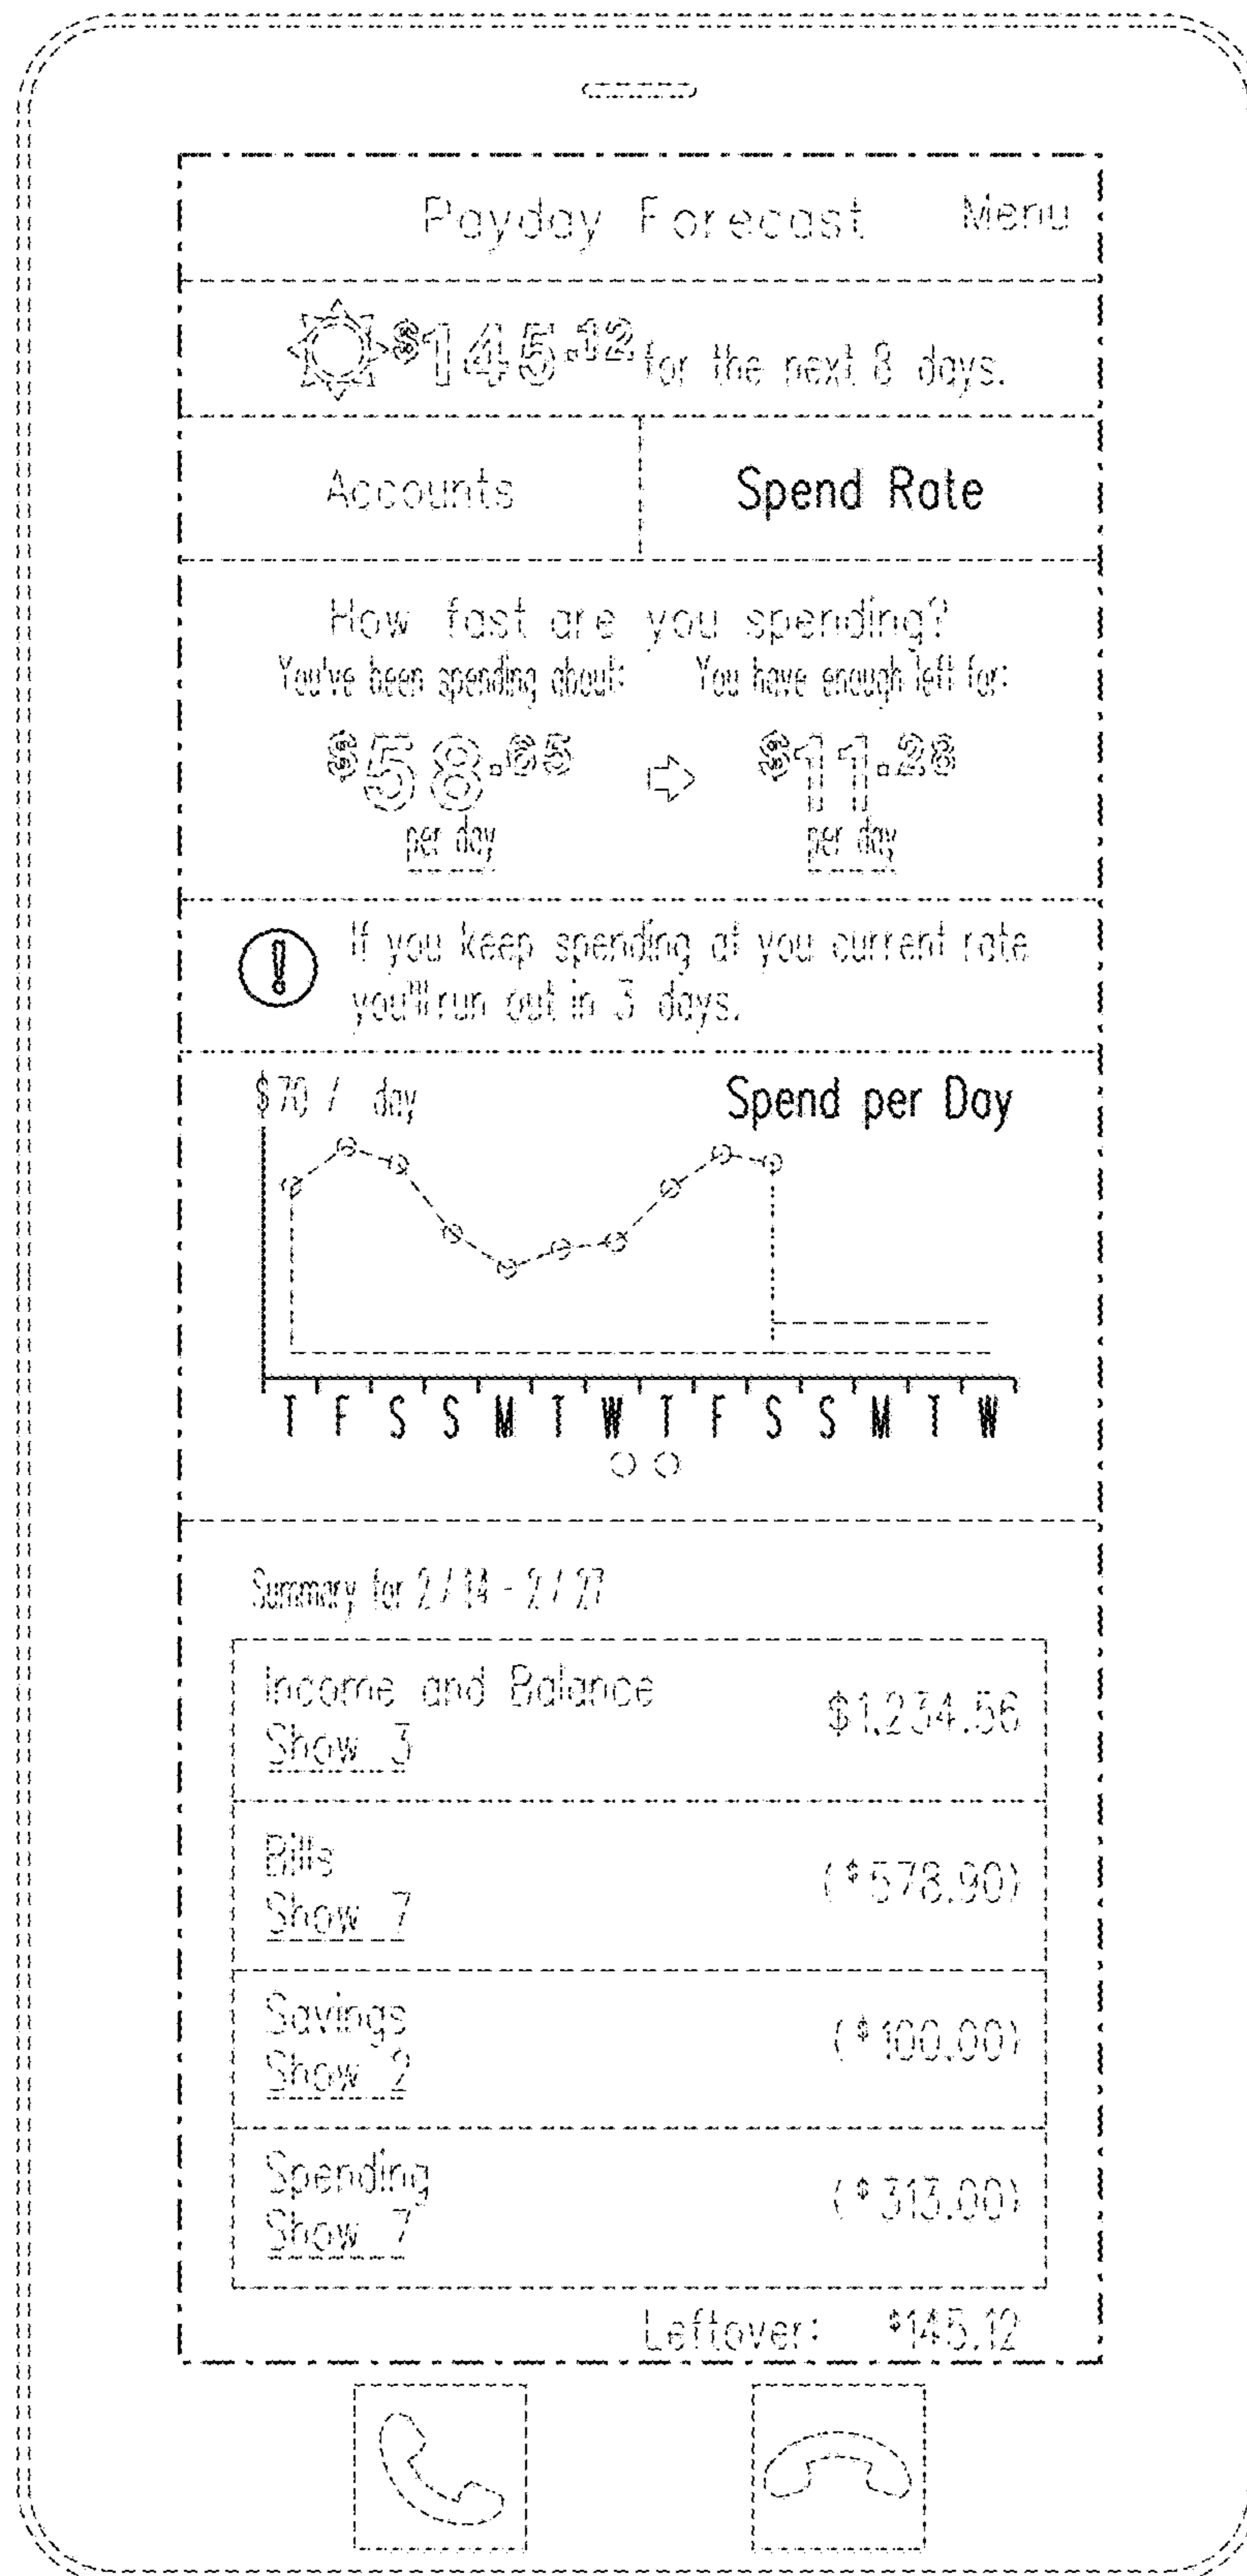 Payday Forecast Menu
$145.12 for the next 8 days.
Accounts Spend Rate
How fast are you spending?
You've been spending about: You have enough left for:
$58.65 $11.28
per day per day
If you keep spending at you current rate
you'll run out in 3 days.
$70 / day Spend per Day
T F S S M T W T F S S M T W
Summary for 2/14 - 2/27
Income and Balance
$1,234.56
Show 3
Bills
($578.90)
Show 7
Savings
($100.00)
Show 2
Spending
($313.00)
Show 7
Leftover: $145.12